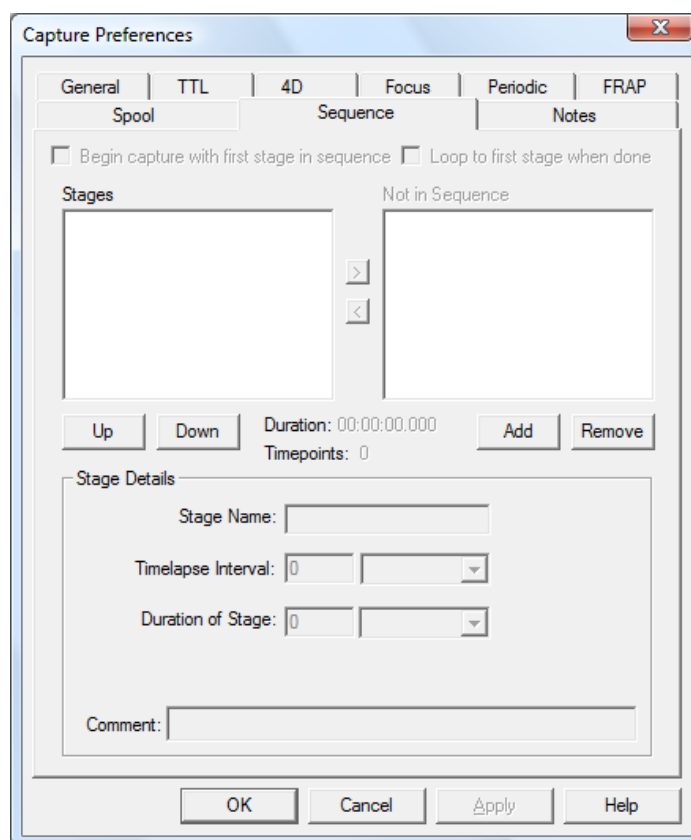 Capture Preferences
General TTL 4D Focus Periodic FRAP
Spool Sequence Notes
Begin capture with first stage in sequence Loop to first stage when done
Stages Not in Sequence
>
<
Up Down Duration: 00:00:00.000 Add Remove
Timepoints: 0
Stage Details
Stage Name:
Timelapse Interval: 0
Duration of Stage: 0
Comment:
OK Cancel Apply Help